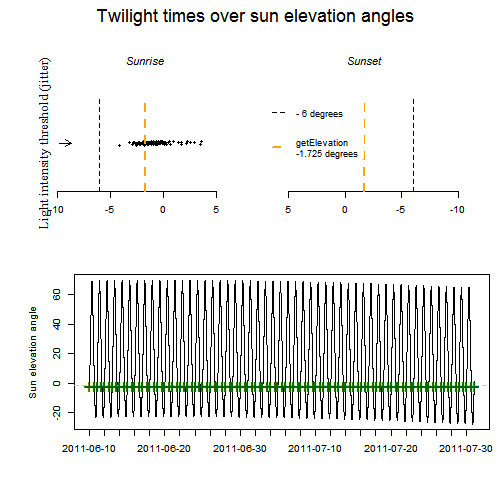 Twilight times over sun elevation angles
Sunrise
Sunset
Light intensity threshold (jitter)
- 6 degrees
getElevation
-1.725 degrees
-10 -5 0 5
5 0 -5 -10
Sun elevation angle
60
40
20
0
-20
2011-06-10 2011-06-20 2011-06-30 2011-07-10 2011-07-20 2011-07-30